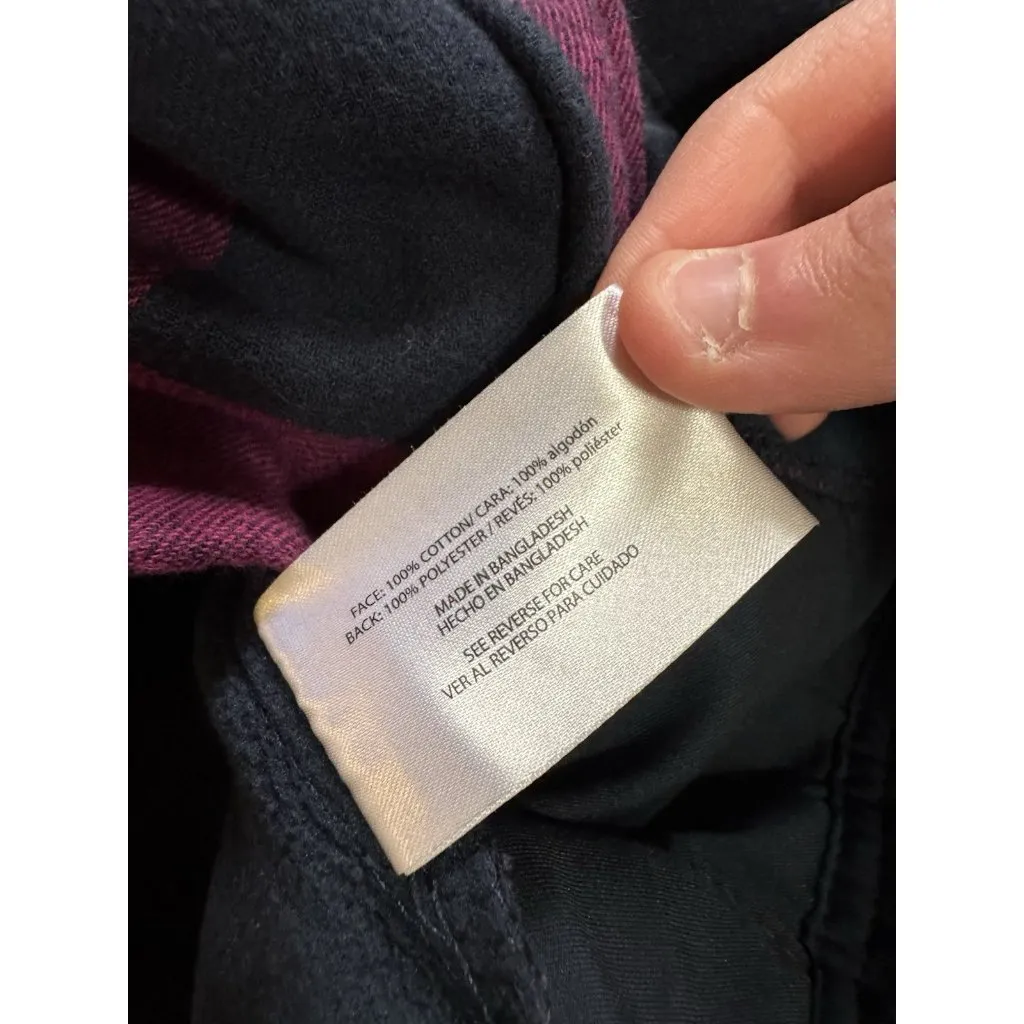 FACE: 100% COTTON/ CARA: 100% algodón
BACK: 100% POLYESTER / REVÉS: 100% poliéster
MADE IN BANGLADESH
HECHO EN BANGLADESH
SEE REVERSE FOR CARE
VER AL REVERSO PARA CUIDADO